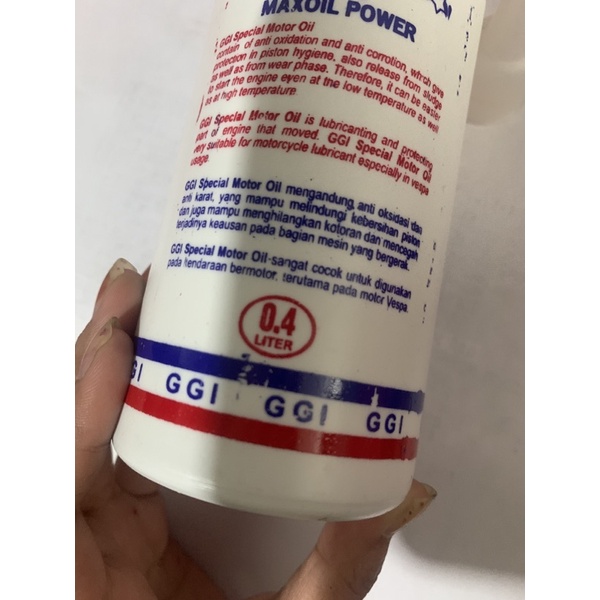 MAXOIL POWER
GGI Special Motor Oil
contain of anti oxidation and anti corrotion, which give
protection in piston hygiene, also release from sludge
as well as from wear phase. Therefore, it can be easier
to start the engine eyen at the low temperature as well
as at high temperature.
GGI Special Motor Oil is lubricanting and protecting
part of engine that moved. GGI Special Motor Oil
very suitable for motorcycle lubricant especcially in vespa
usage.
GGI Special Motor Oil mengandung anti oksidasi dan
anti karat, yang mampu melindungi kebersihan piston
dan juga mampu menghilangkan kotoran dan mencegah
terjadinya keausan pada bagian mesin yang bergerak.
GGI Special Motor Oil sangat cocok untuk digunakan
pada kendaraan bermotor, terutama pada motor Vespa.
0.4
LITER
GI GGI GGI GGI